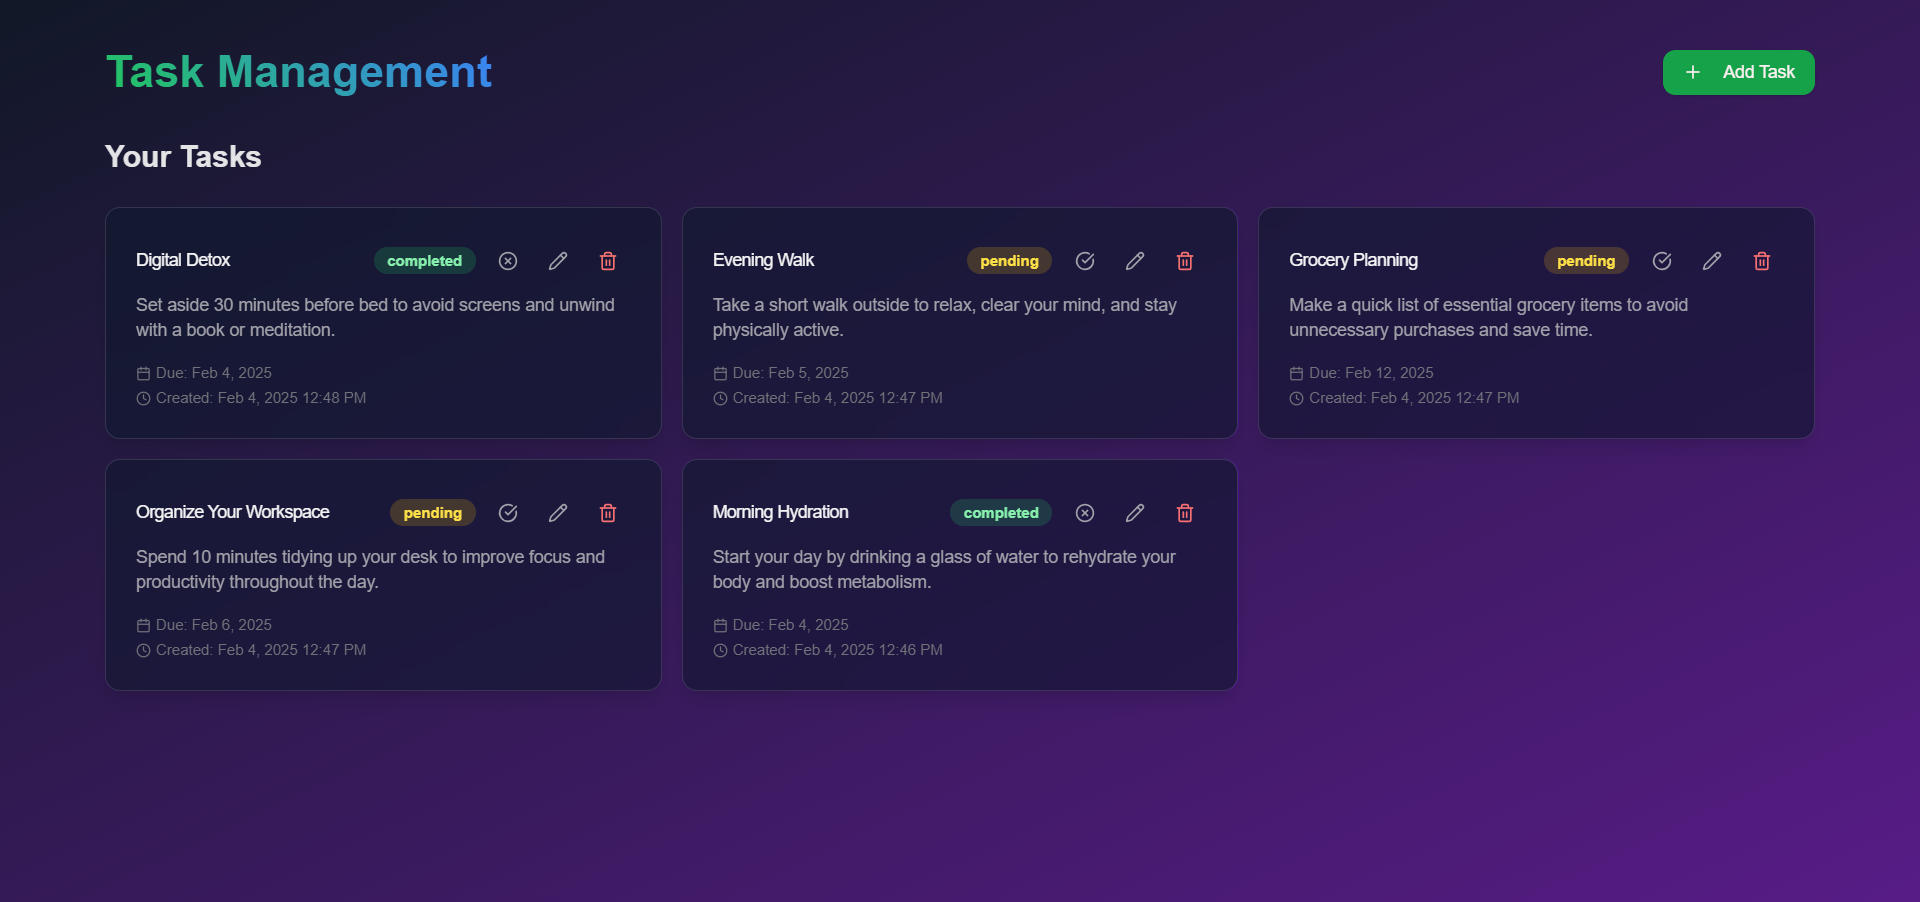 Task Management
Add Task
Your Tasks
Digital Detox
completed
Set aside 30 minutes before bed to avoid screens and unwind
with a book or meditation.
Due: Feb 4, 2025
Created: Feb 4, 2025 12:48 PM
Evening Walk
pending
Take a short walk outside to relax, clear your mind, and stay
physically active.
Due: Feb 5, 2025
Created: Feb 4, 2025 12:47 PM
Grocery Planning
pending
Make a quick list of essential grocery items to avoid
unnecessary purchases and save time.
Due: Feb 12, 2025
Created: Feb 4, 2025 12:47 PM
Organize Your Workspace
pending
Spend 10 minutes tidying up your desk to improve focus and
productivity throughout the day.
Due: Feb 6, 2025
Created: Feb 4, 2025 12:47 PM
Morning Hydration
completed
Start your day by drinking a glass of water to rehydrate your
body and boost metabolism.
Due: Feb 4, 2025
Created: Feb 4, 2025 12:46 PM